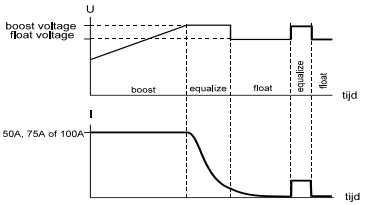 U
boost voltage
float voltage
boost
equalize
float
equalize
float
tijd
I
50A, 75A of 100A
tijd